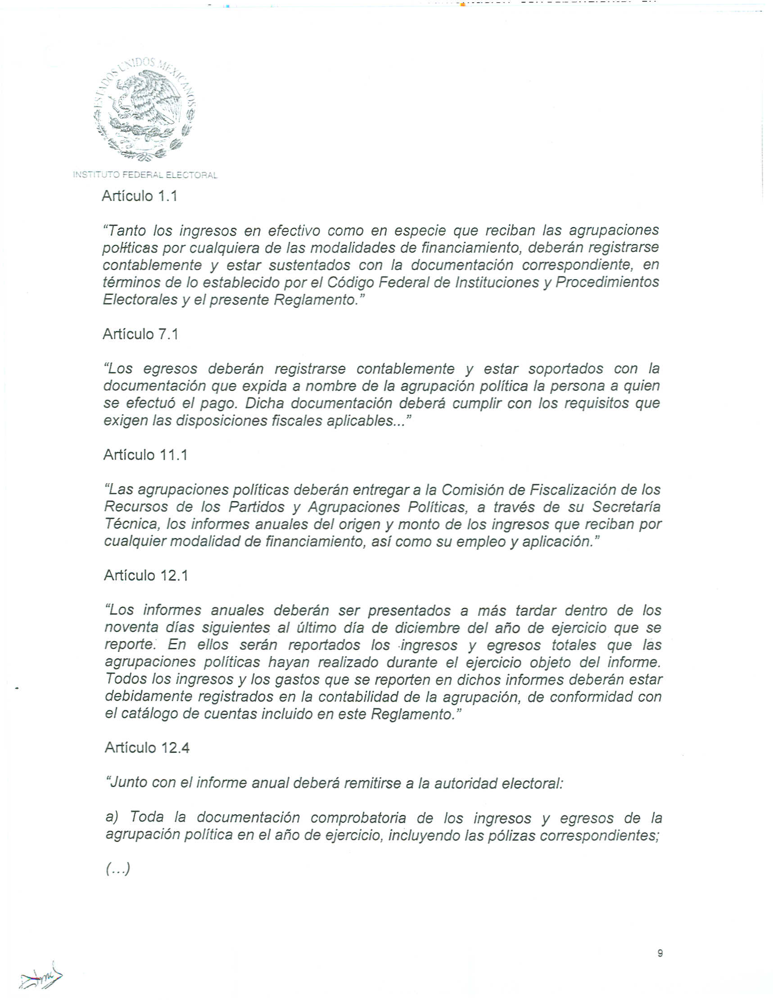 ESTADOS UNIDOS MEXICANOS
INSTITUTO FEDERAL ELECTORAL
Artículo 1.1
“Tanto los ingresos en efectivo como en especie que reciban las agrupaciones
políticas por cualquiera de las modalidades de financiamiento, deberán registrarse
contablemente y estar sustentados con la documentación correspondiente, en
términos de lo establecido por el Código Federal de Instituciones y Procedimientos
Electorales y el presente Reglamento.”
Artículo 7.1
“Los egresos deberán registrarse contablemente y estar soportados con la
documentación que expida a nombre de la agrupación política la persona a quien
se efectuó el pago. Dicha documentación deberá cumplir con los requisitos que
exigen las disposiciones fiscales aplicables...”
Artículo 11.1
“Las agrupaciones políticas deberán entregar a la Comisión de Fiscalización de los
Recursos de los Partidos y Agrupaciones Políticas, a través de su Secretaría
Técnica, los informes anuales del origen y monto de los ingresos que reciban por
cualquier modalidad de financiamiento, así como su empleo y aplicación.”
Artículo 12.1
“Los informes anuales deberán ser presentados a más tardar dentro de los
noventa días siguientes al último día de diciembre del año de ejercicio que se
reporte. En ellos serán reportados los ingresos y egresos totales que las
agrupaciones políticas hayan realizado durante el ejercicio objeto del informe.
Todos los ingresos y los gastos que se reporten en dichos informes deberán estar
debidamente registrados en la contabilidad de la agrupación, de conformidad con
el catálogo de cuentas incluido en este Reglamento.”
Artículo 12.4
“Junto con el informe anual deberá remitirse a la autoridad electoral:
a) Toda la documentación comprobatoria de los ingresos y egresos de la
agrupación política en el año de ejercicio, incluyendo las pólizas correspondientes;
(...)
9